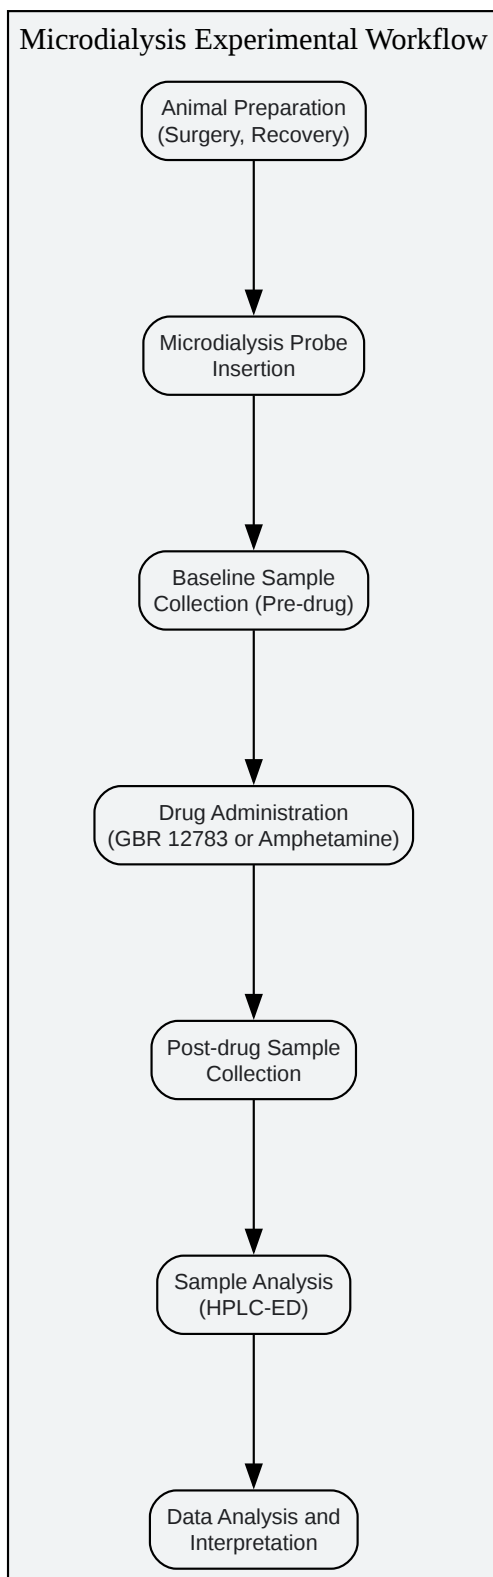 Microdialysis Experimental Workflow
Animal Preparation
(Surgery, Recovery)
Microdialysis Probe
Insertion
Baseline Sample
Collection (Pre-drug)
Drug Administration
(GBR 12783 or Amphetamine)
Post-drug Sample
Collection
Sample Analysis
(HPLC-ED)
Data Analysis and
Interpretation